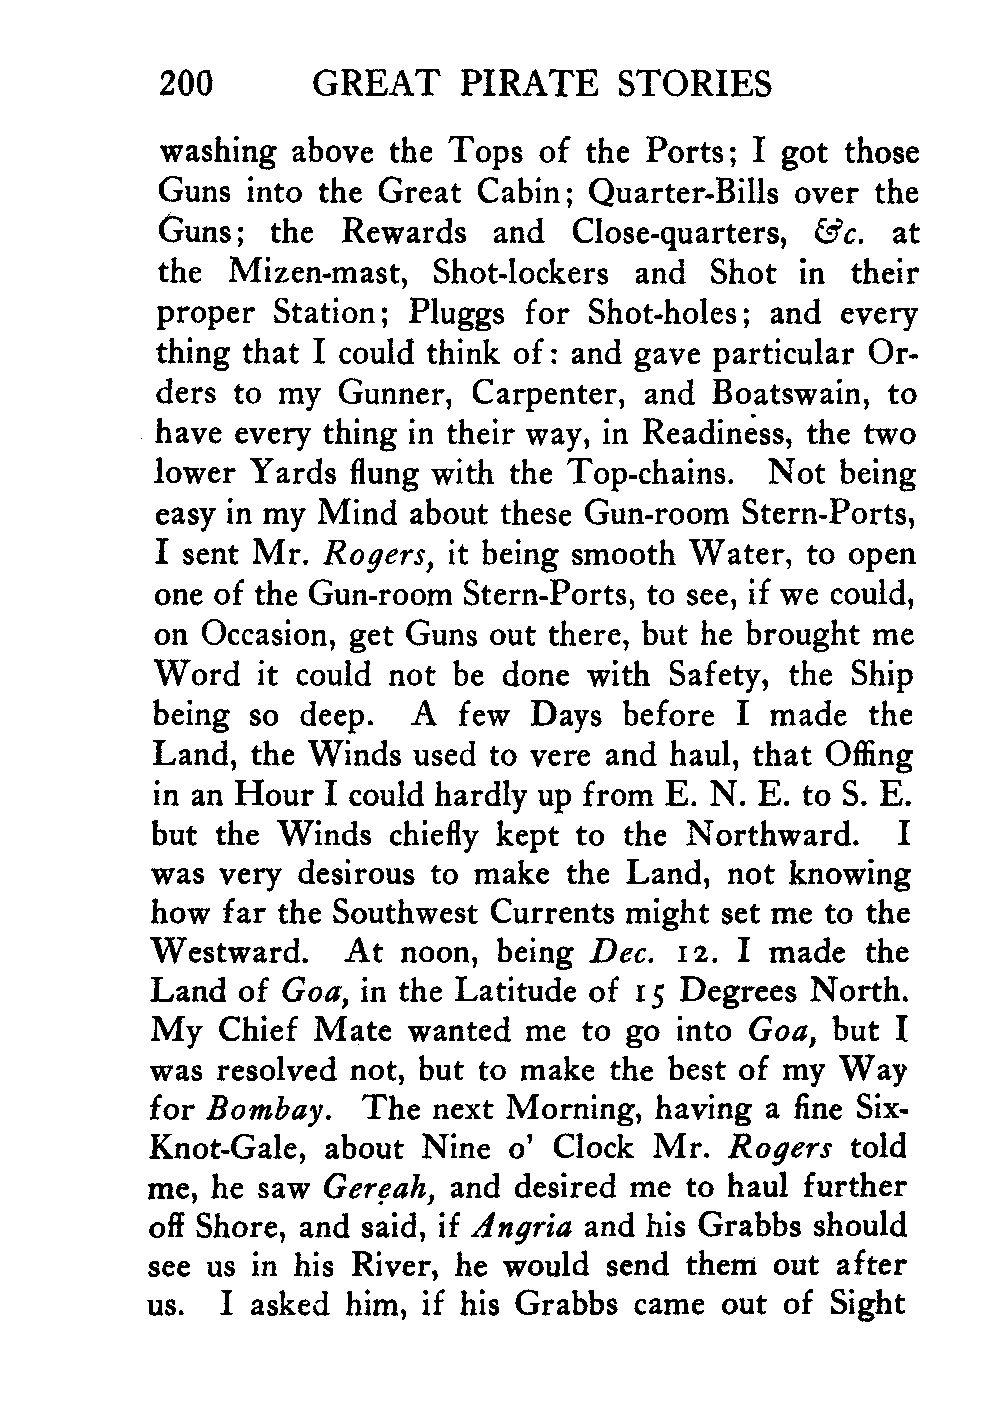 200 GREAT PIRATE STORIES
washing above the Tops of the Ports; I got those
Guns into the Great Cabin; Quarter-Bills over the
Guns; the Rewards and Close-quarters, &c. at
the Mizen-mast, Shot-lockers and Shot in their
proper Station; Pluggs for Shot-holes; and every
thing that I could think of: and gave particular Or-
ders to my Gunner, Carpenter, and Boatswain, to
have every thing in their way, in Readiness, the two
lower Yards flung with the Top-chains. Not being
easy in my Mind about these Gun-room Stern-Ports,
I sent Mr. Rogers, it being smooth Water, to open
one of the Gun-room Stern-Ports, to see, if we could,
on Occasion, get Guns out there, but he brought me
Word it could not be done with Safety, the Ship
being so deep. A few Days before I made the
Land, the Winds used to vere and haul, that Offing
in an Hour I could hardly up from E. N. E. to S. E.
but the Winds chiefly kept to the Northward. I
was very desirous to make the Land, not knowing
how far the Southwest Currents might set me to the
Westward. At noon, being Dec. 12. I made the
Land of Goa, in the Latitude of 15 Degrees North.
My Chief Mate wanted me to go into Goa, but I
was resolved not, but to make the best of my Way
for Bombay. The next Morning, having a fine Six-
Knot-Gale, about Nine o' Clock Mr. Rogers told
me, he saw Gereah, and desired me to haul further
off Shore, and said, if Angria and his Grabbs should
see us in his River, he would send them out after
us. I asked him, if his Grabbs came out of Sight